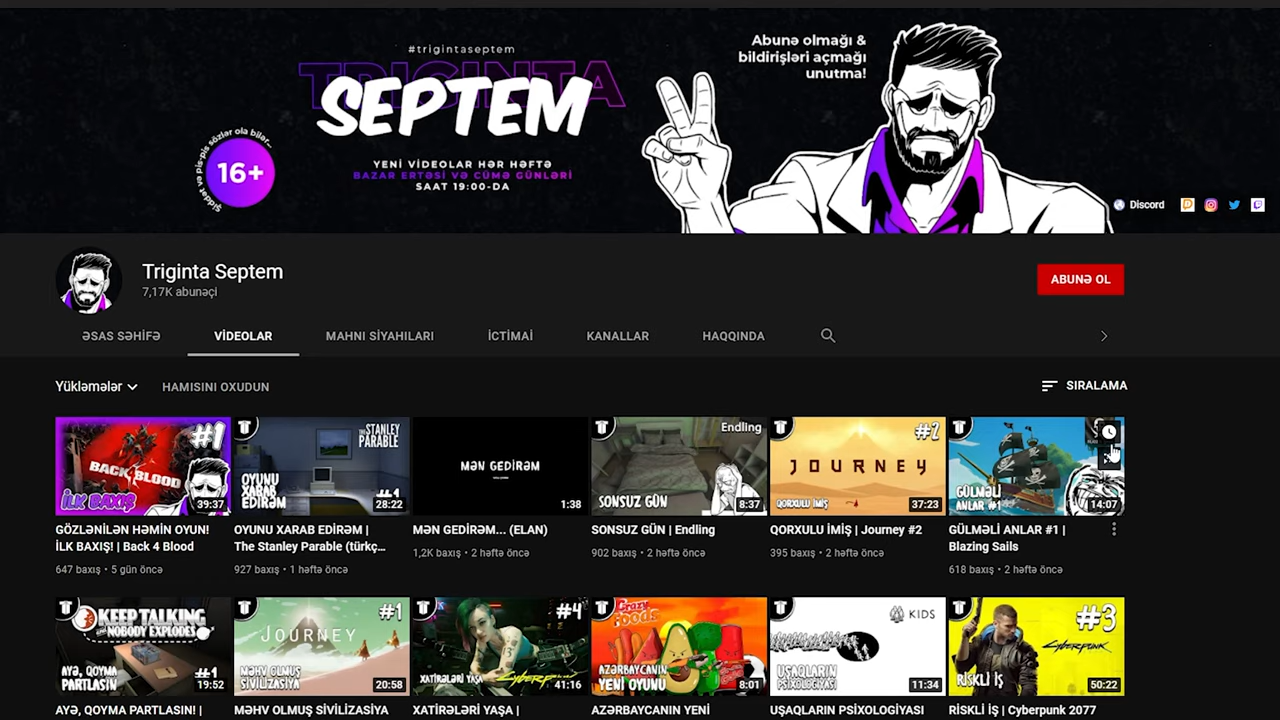 #trigintaseptem
TRIGINTA
SEPTEM
YENİ VİDEOLAR HƏR HƏFTƏ
BAZAR ERTƏSİ VƏ CÜMƏ GÜNLƏRİ
SAAT 19:00-DA
Şiddət və pis-pis sözlər ola bilər~
16+
Abunə olmağı &
bildirişləri açmağı
unutma!
Discord
Triginta Septem
7,17K abunəçi
ABUNƏ OL
ƏSAS SƏHİFƏ
VİDEOLAR
MAHNI SİYAHILARI
İCTİMAİ
KANALLAR
HAQQINDA
Yükləmələr
HAMISINI OXUDUN
SIRALAMA
#1
BACK 4 BLOOD
İLK BAXIŞ
39:37
GÖZLƏNİLƏN HƏMİN OYUN!
İLK BAXIŞ! | Back 4 Blood
647 baxış • 5 gün öncə
THE STANLEY
PARABLE
OYUNU
XARAB
EDİRƏM
#1
28:22
OYUNU XARAB EDİRƏM |
The Stanley Parable (türkç...
927 baxış • 1 həftə öncə
MƏN GEDİRƏM
1:38
MƏN GEDİRƏM... (ELAN)
1,2K baxış • 2 həftə öncə
Endling
SONSUZ GÜN
8:37
SONSUZ GÜN | Endling
902 baxış • 2 həftə öncə
#2
JOURNEY
QORXULU İMİŞ
37:23
QORXULU İMİŞ | Journey #2
395 baxış • 2 həftə öncə
GÜLMƏLİ
ANLAR #1
14:07
GÜLMƏLİ ANLAR #1 |
Blazing Sails
618 baxış • 2 həftə öncə
KEEP TALKING
AND NOBODY EXPLODES
AYƏ, QOYMA
PARTLASIN
#1
19:52
AYƏ, QOYMA PARTLASIN! |
#1
JOURNEY
MƏHV OLMUŞ
SİVİLİZASİYA
20:58
MƏHV OLMUŞ SİVİLİZASİYA
#4
XATİRƏLƏRİ YAŞA
CYBERPUNK
41:16
XATİRƏLƏRİ YAŞA |
Crazy
Foods
AZƏRBAYCANIN
YENİ OYUNU
8:01
AZƏRBAYCANIN YENİ
KIDS
UŞAQLARIN
PSİXOLOGİYASI
11:34
UŞAQLARIN PSİXOLOGİYASI
#3
CYBERPUNK
RİSKLİ İŞ
50:22
RİSKLİ İŞ | Cyberpunk 2077